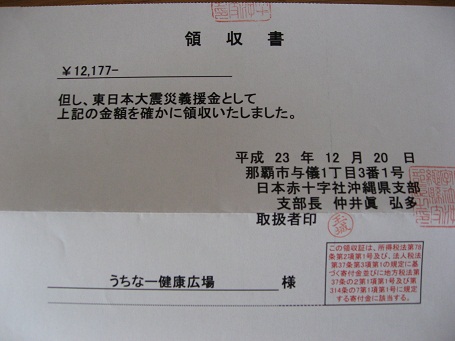 領収書
￥12,177-
但し、東日本大震災義援金として
上記の金額を確かに領収いたしました。
平成 23 年 12 月 20 日
那覇市与儀1丁目3番1号
日本赤十字社沖縄県支部
支部長 仲井眞 弘多
取扱者印
この領収証は、所得税法第78
条第2項第1号及び、法人税法
第37条第3項第1の規定に基
づく寄付金並びに地方税法第
37条の2第1項第1号及び第
314条の7第1項第1号に規定
する寄付金に該当する。
うちなー健康広場 様